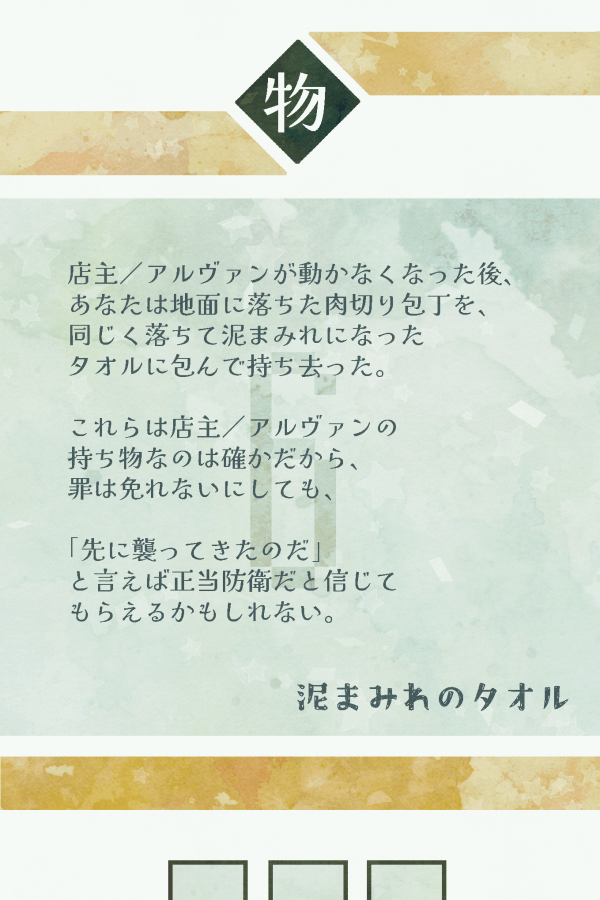 物
店主／アルヴァンが動かなくなった後、
あなたは地面に落ちた肉切り包丁を、
同じく落ちて泥まみれになった
タオルに包んで持ち去った。
これらは店主／アルヴァンの
持ち物なのは確かだから、
罪は免れないにしても、
「先に襲ってきたのだ」
と言えば正当防衛だと信じて
もらえるかもしれない。
泥まみれのタオル